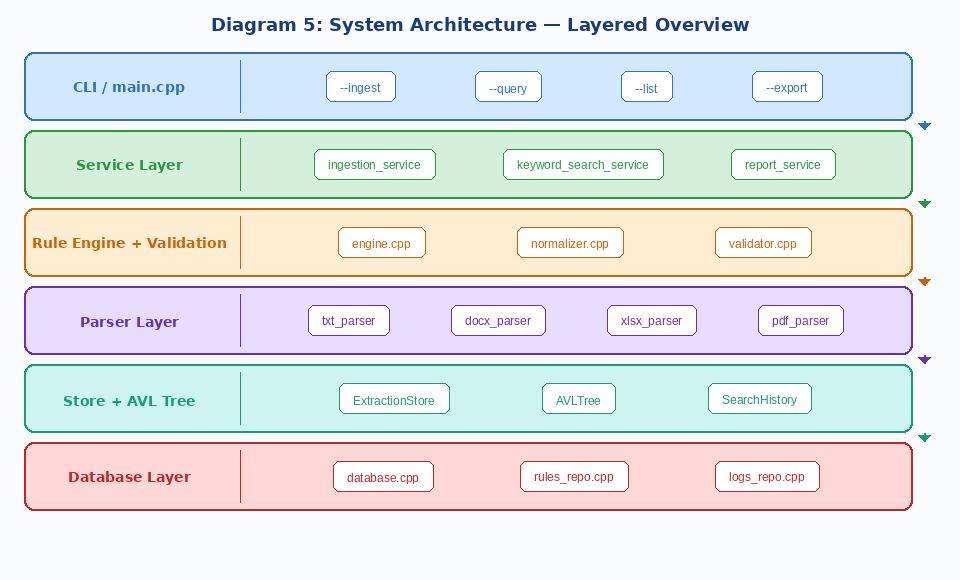 Diagram 5: System Architecture — Layered Overview
CLI / main.cpp
--ingest
--query
--list
--export
Service Layer
ingestion_service
keyword_search_service
report_service
Rule Engine + Validation
engine.cpp
normalizer.cpp
validator.cpp
Parser Layer
txt_parser
docx_parser
xlsx_parser
pdf_parser
Store + AVL Tree
ExtractionStore
AVLTree
SearchHistory
Database Layer
database.cpp
rules_repo.cpp
logs_repo.cpp